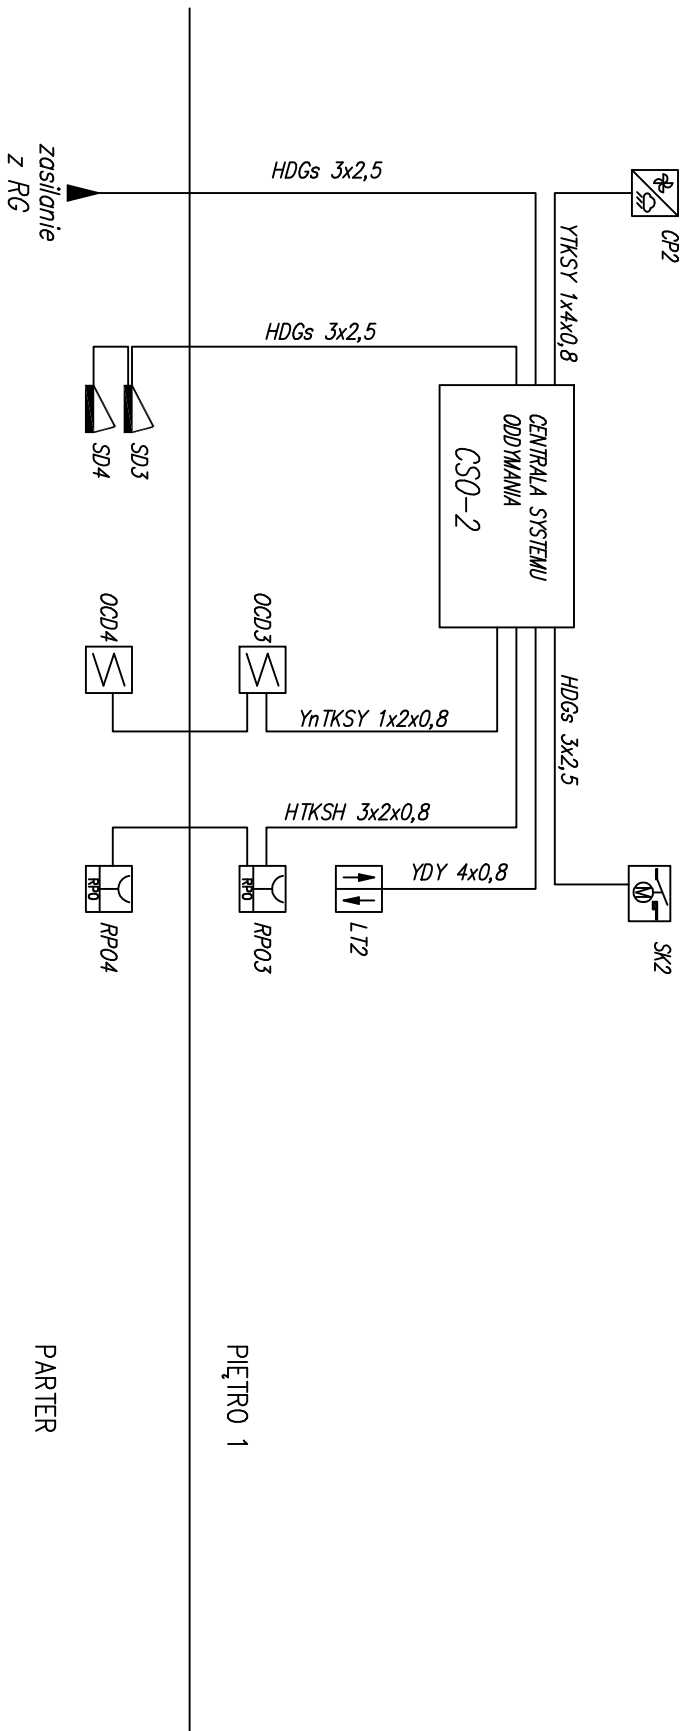 CP2
YTKSY 1x4x0,8
HDGs 3x2,5
zasilanie
z RG
HDGs 3x2,5
SD3
SD4
CENTRALA SYSTEMU
ODDYMANIA
CSO-2
HDGs 3x2,5
SK2
M
OCD3
OCD4
YnTKSY 1x2x0,8
HTKSH 3x2x0,8
YDY 4x0,8
LT2
RPO
RPO3
RPO
RPO4
PIĘTRO 1
PARTER